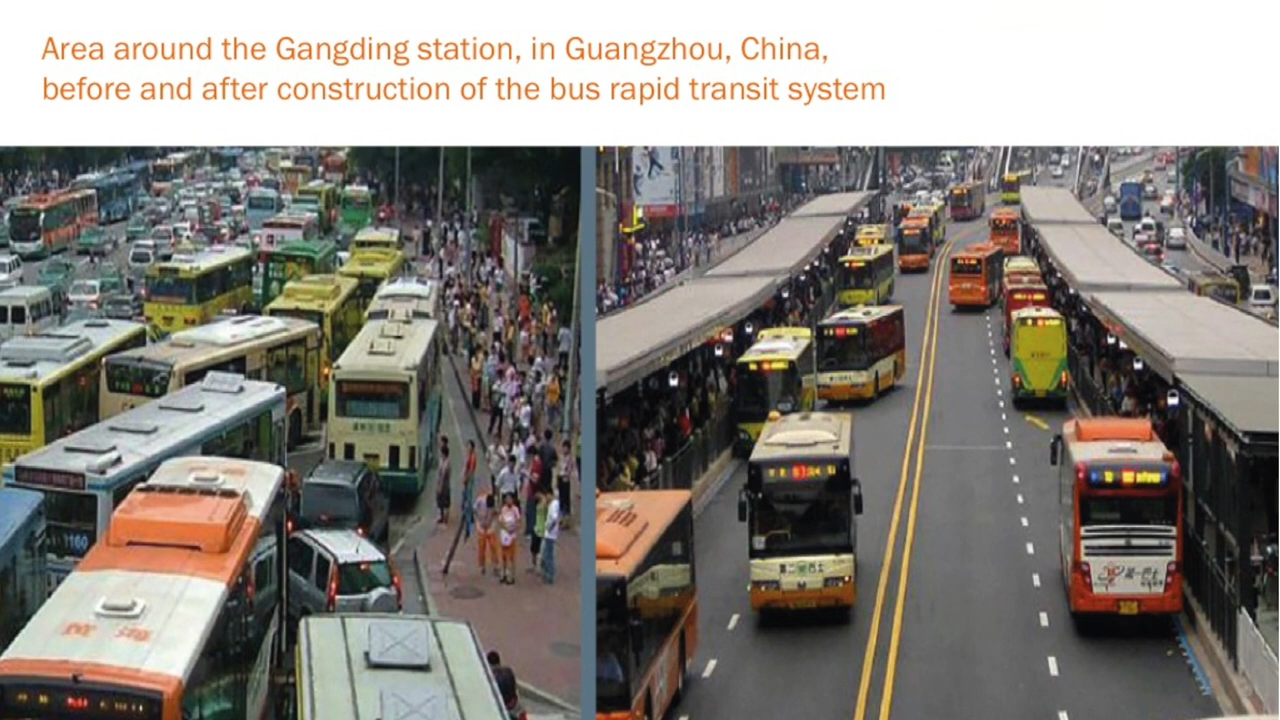 Area around the Gangding station, in Guangzhou, China,
before and after construction of the bus rapid transit system